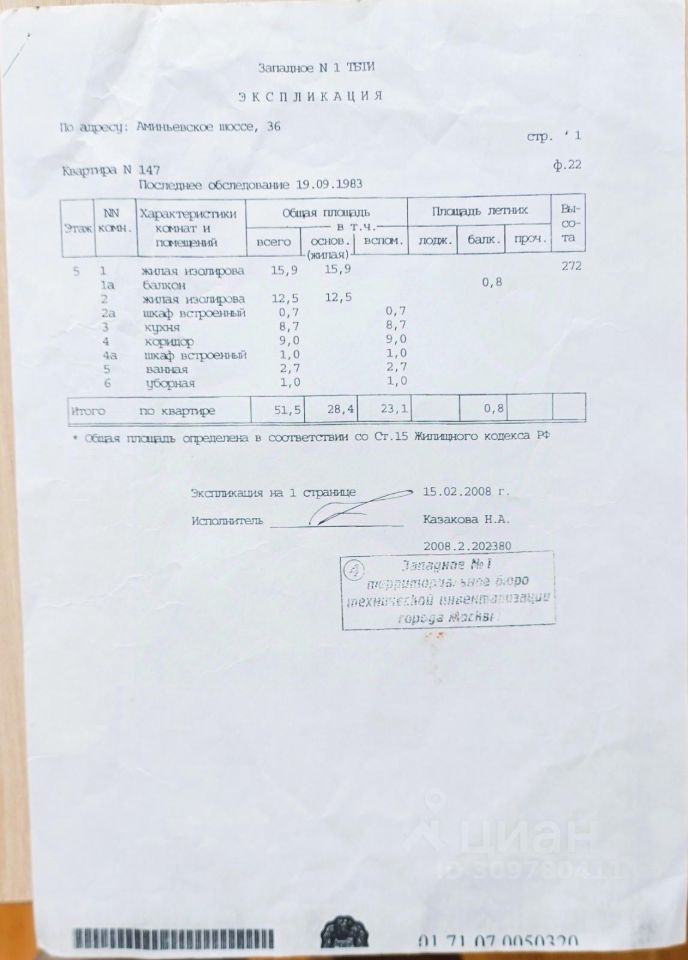 Западное N 1 ТБТИ
ЭКСПЛИКАЦИЯ
По адресу: Аминьевское шоссе, 36
стр. 1
Квартира N 147
ф.22
Последнее обследование 19.09.1983
Этаж NN комн. Характеристики комнат и помещений Общая площадь всего в т.ч. основ. (жилая) вспом. Площадь летних лодж. балк. проч. Вы-со-та
5 1 жилая изолирова 15,9 15,9 272
1а балкон 0,8
2 жилая изолирова 12,5 12,5
2а шкаф встроенный 0,7 0,7
3 кухня 8,7 8,7
4 коридор 9,0 9,0
4а шкаф встроенный 1,0 1,0
5 ванная 2,7 2,7
6 уборная 1,0 1,0
Итого по квартире 51,5 28,4 23,1 0,8
* Общая площадь определена в соответствии со Ст.15 Жилищного кодекса РФ
Экспликация на 1 странице 15.02.2008 г.
Исполнитель Казакова Н.А.
2008.2.202380
4 Западное №1
территориальное бюро
технической инвентаризации
города Москвы
циан
ID 309780411
01 71 07 0050320